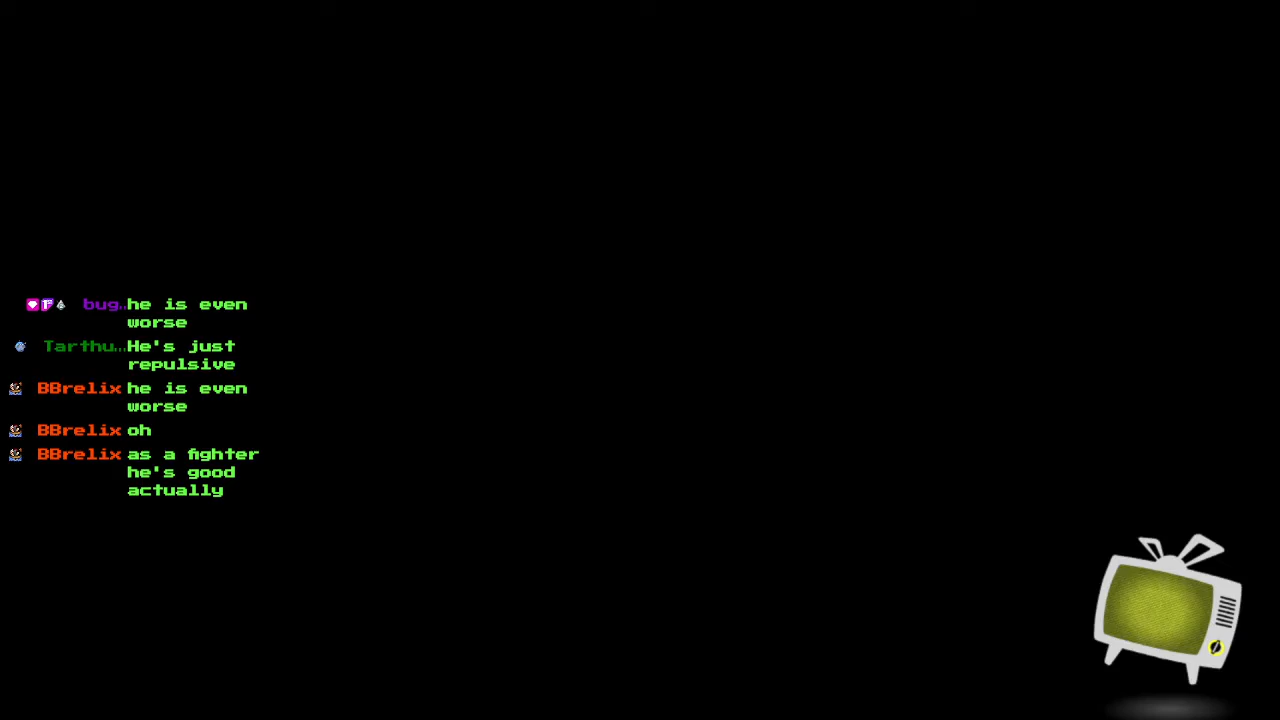 bug..he is even
worse
Tarthu...He's just
repulsive
BBrelix he is even
worse
BBrelix oh
BBrelix as a fighter
he's good
actually